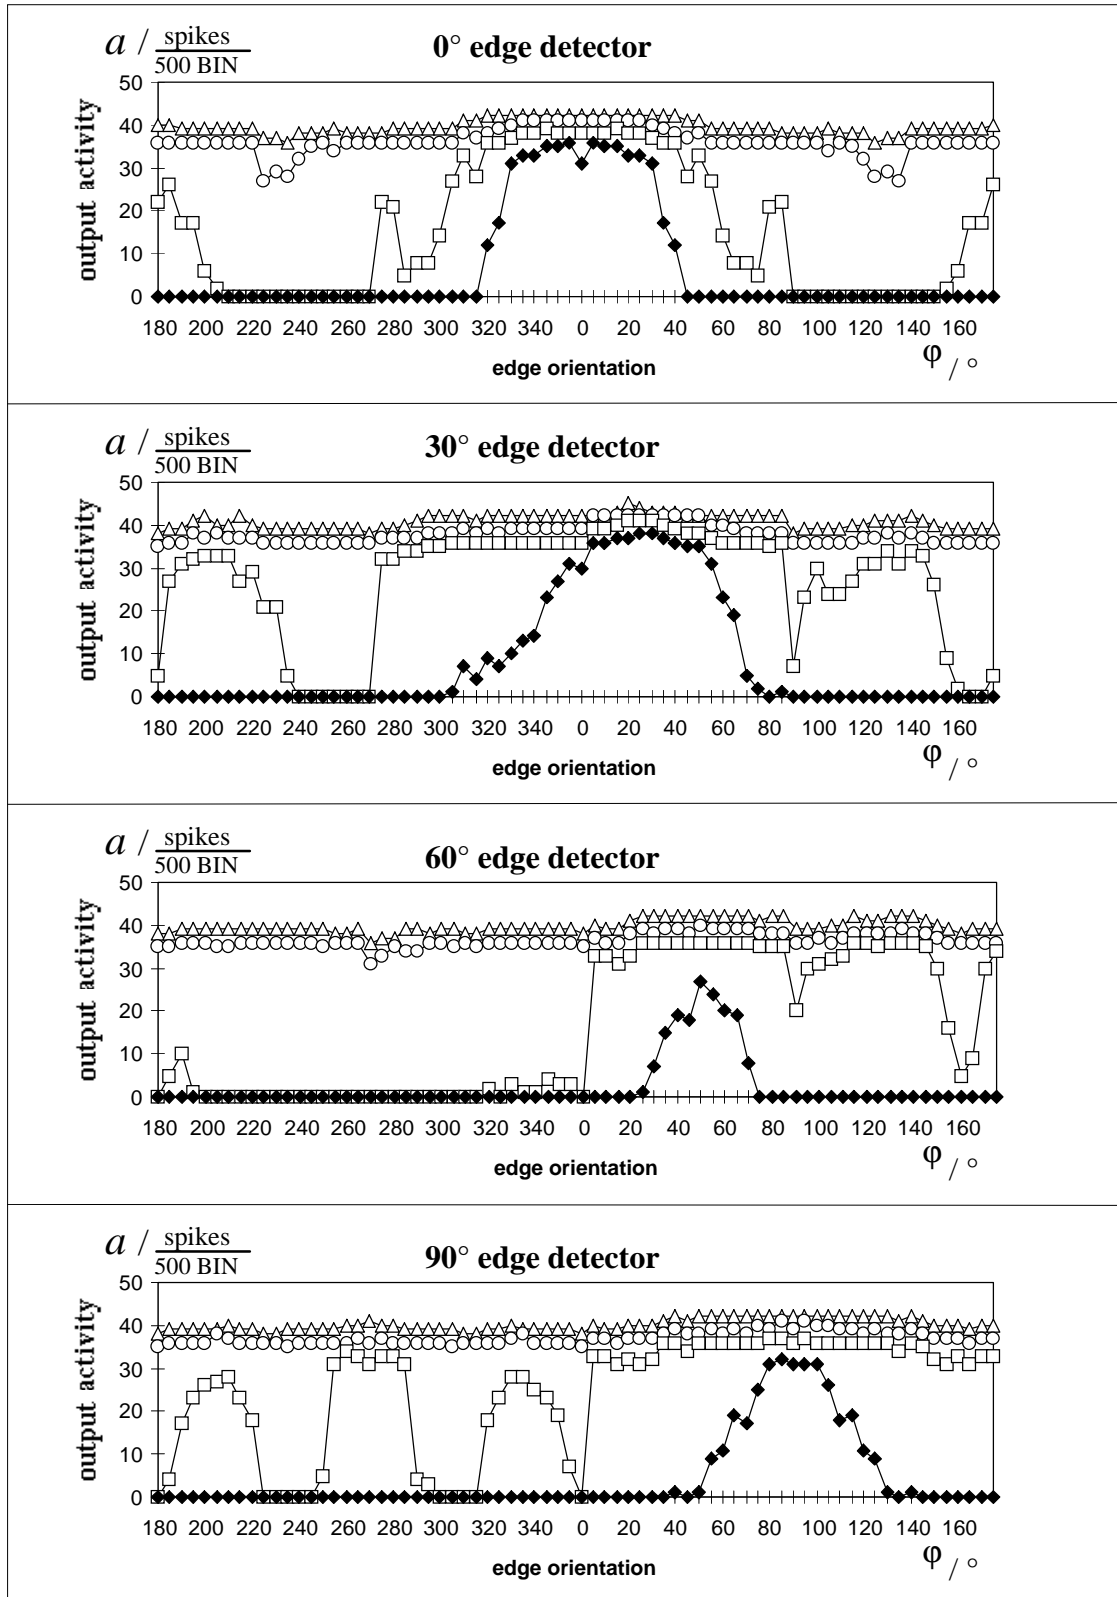 a / spikes
500 BIN
0° edge detector
output activity
50
40
30
20
10
0
180 200 220 240 260 280 300 320 340 0 20 40 60 80 100 120 140 160
edge orientation
φ / °
a / spikes
500 BIN
30° edge detector
output activity
50
40
30
20
10
0
180 200 220 240 260 280 300 320 340 0 20 40 60 80 100 120 140 160
edge orientation
φ / °
a / spikes
500 BIN
60° edge detector
output activity
50
40
30
20
10
0
180 200 220 240 260 280 300 320 340 0 20 40 60 80 100 120 140 160
edge orientation
φ / °
a / spikes
500 BIN
90° edge detector
output activity
50
40
30
20
10
0
180 200 220 240 260 280 300 320 340 0 20 40 60 80 100 120 140 160
edge orientation
φ / °